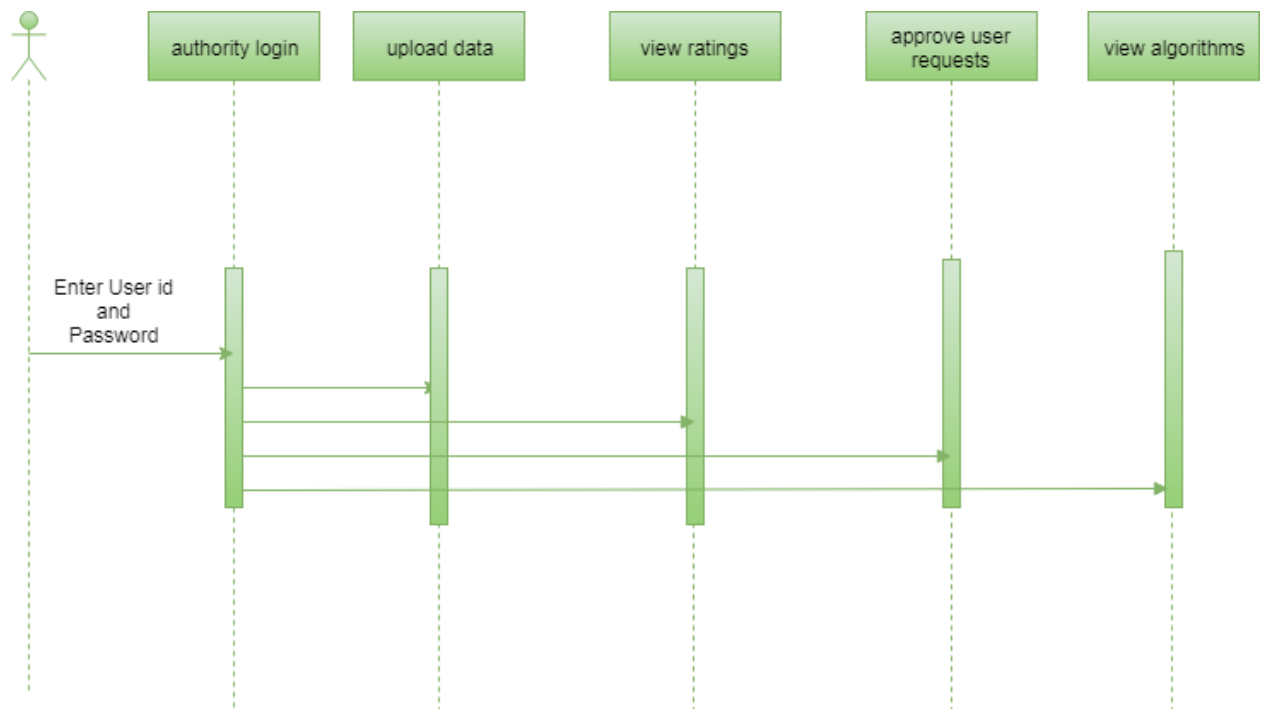 authority login
upload data
view ratings
approve user
requests
view algorithms
Enter User id
and
Password